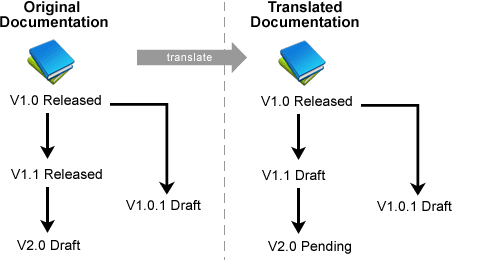 Original
Documentation
V1.0 Released
V1.1 Released
V1.0.1 Draft
V2.0 Draft
translate
Translated
Documentation
V1.0 Released
V1.1 Draft
V1.0.1 Draft
V2.0 Pending